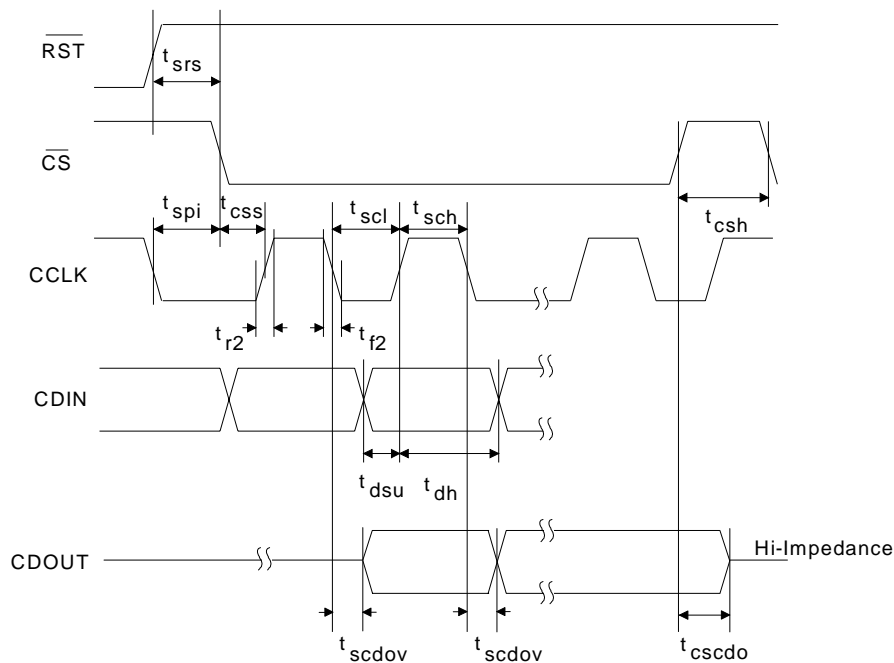 RST
t srs
CS
t spi
t css
t scl
t sch
t csh
CCLK
t r2
t f2
CDIN
t dsu
t dh
CDOUT
Hi-Impedance
t scdov
t scdov
t cscdo